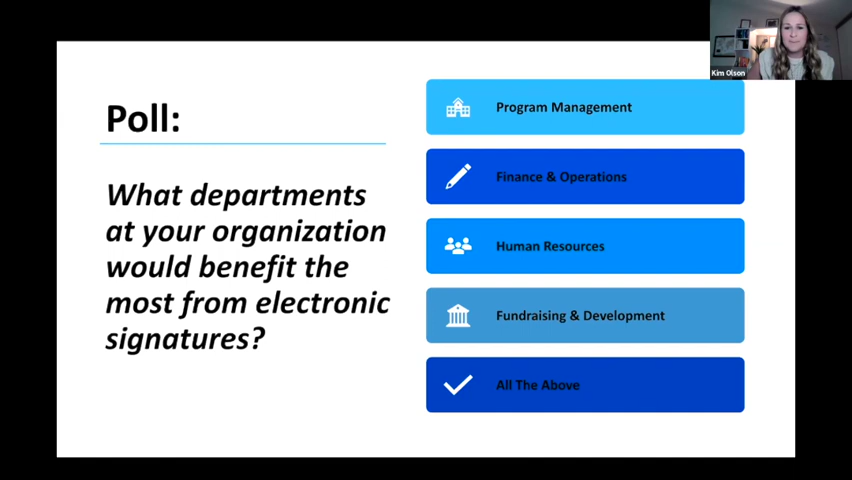 Kim Olson
Poll:
What departments
at your organization
would benefit the
most from electronic
signatures?
Program Management
Finance & Operations
Human Resources
Fundraising & Development
All The Above